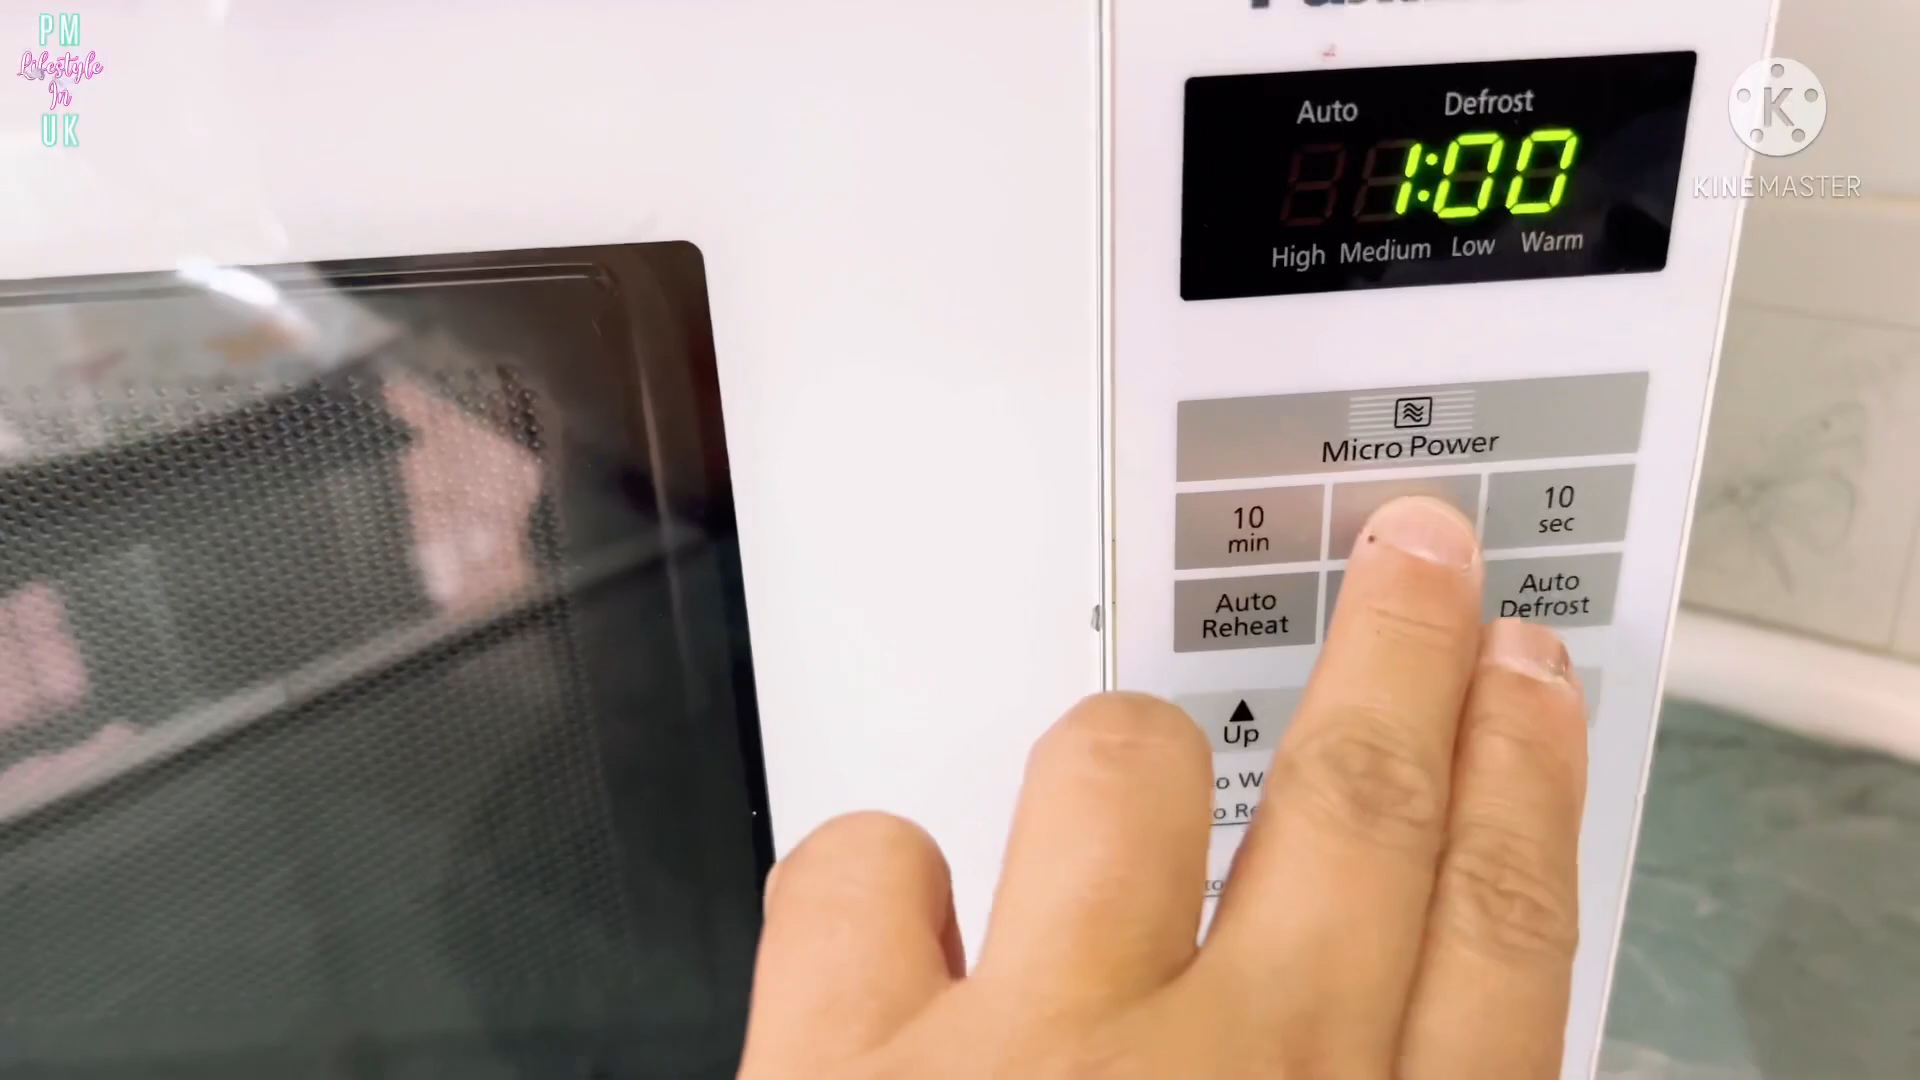 PM
Lifestyle
In
UK
Auto Defrost
1:00
High Medium Low Warm
KINEMASTER
Micro Power
10
min
10
sec
Auto
Reheat
Auto
Defrost
Up